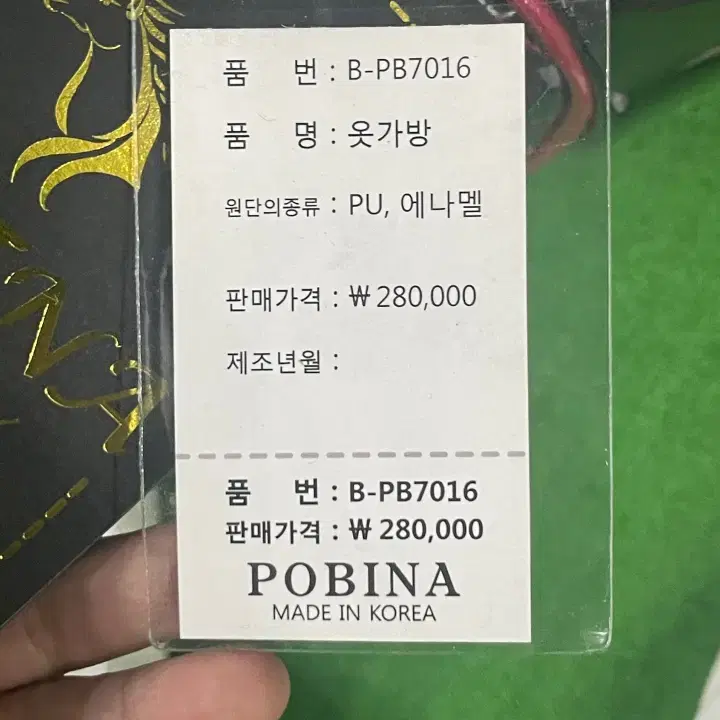 품 번 : B-PB7016
품 명 : 옷가방
원단의종류 : PU, 에나멜
판매가격 : ₩ 280,000
제조년월 :
품 번 : B-PB7016
판매가격 : ₩ 280,000
POBINA
MADE IN KOREA